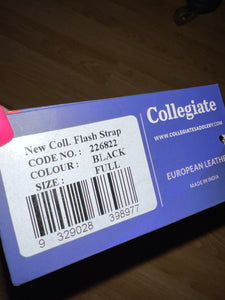 Collegiate
WWW.COLLEGIATESADDLERY.COM
New Coll. Flash Strap
CODE NO. : 226822
COLOUR : BLACK
SIZE : FULL
9 329028 398977
EUROPEAN LEATHE
MADE IN INDIA